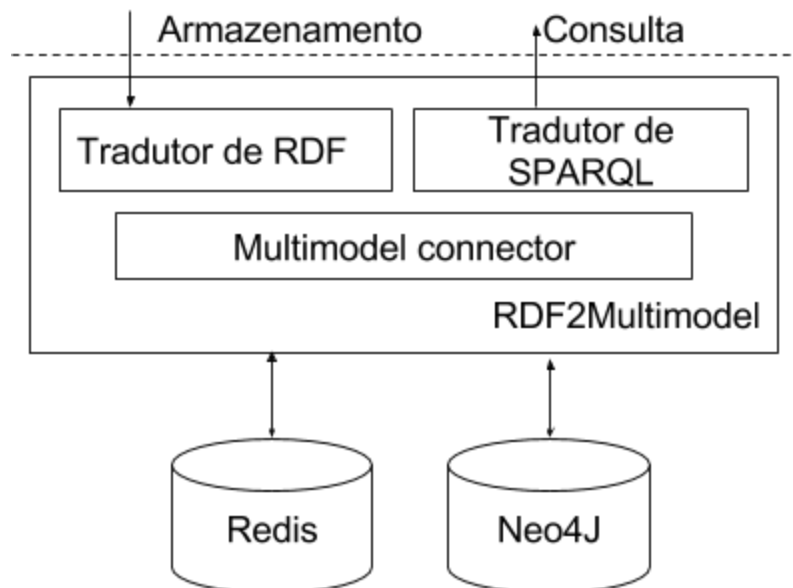 Armazenamento
Consulta
Tradutor de RDF
Tradutor de
SPARQL
Multimodel connector
RDF2Multimodel
Redis
Neo4J